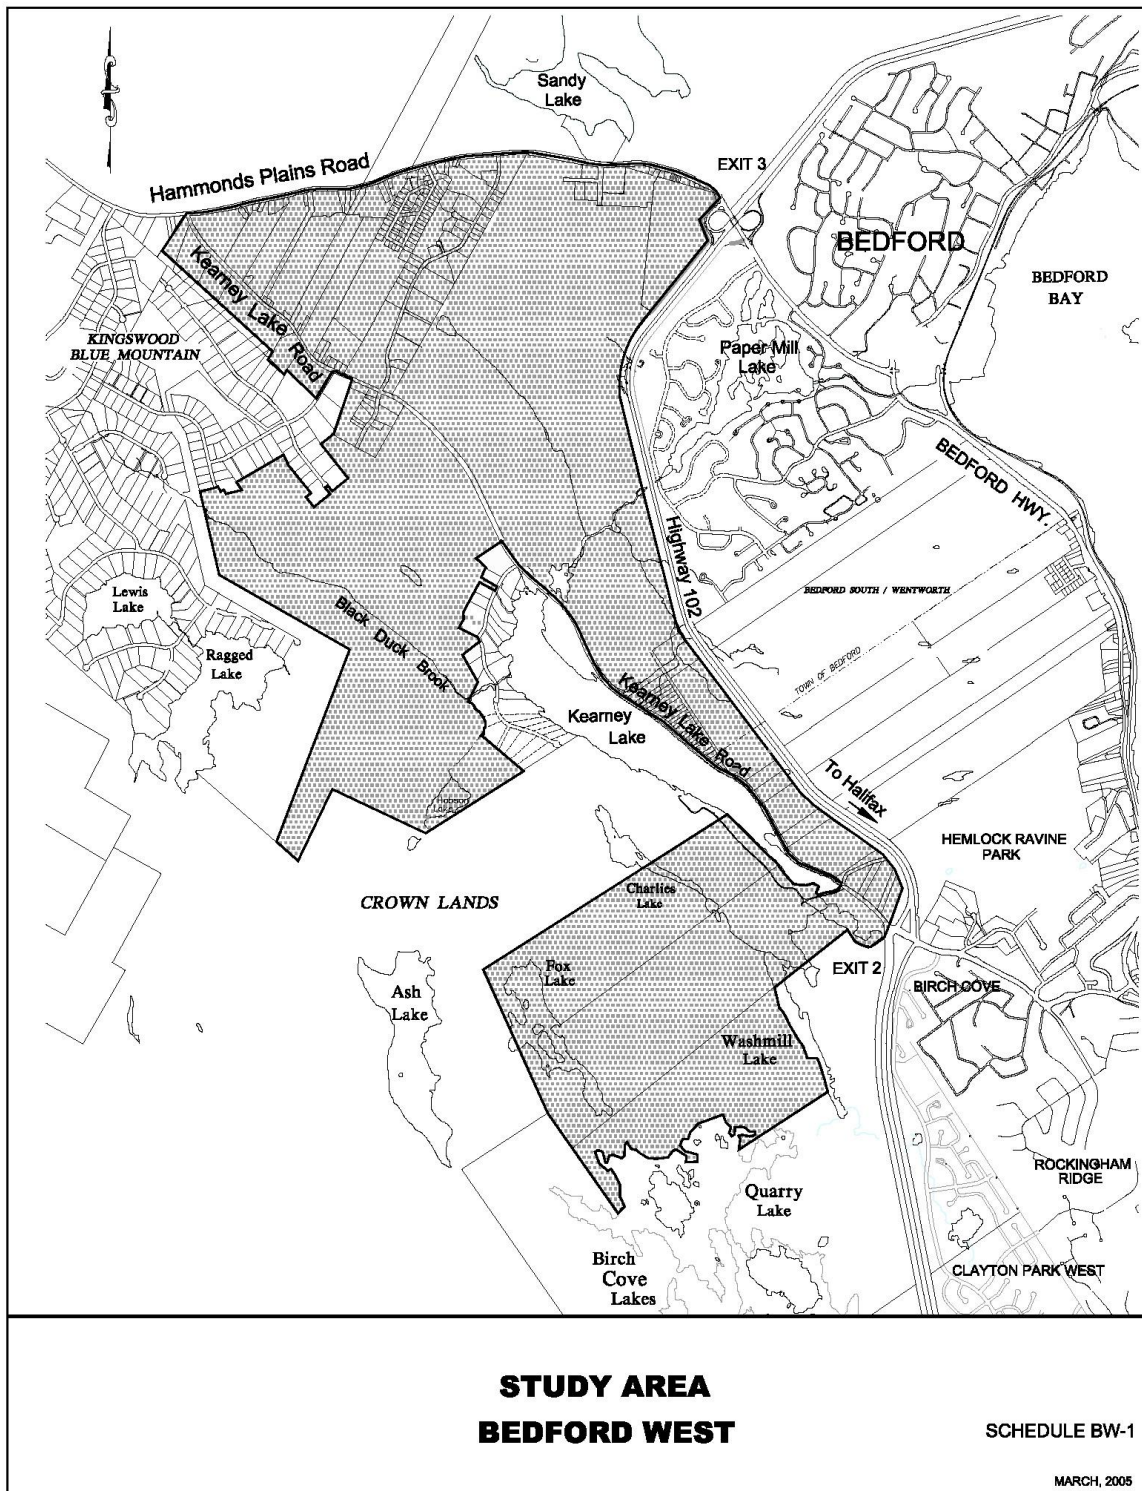 Sandy
Lake
EXIT 3
Hammonds Plains Road
BEDFORD
BEDFORD
BAY
Kearney Lake Road
KINGSWOOD
BLUE MOUNTAIN
Paper Mill
Lake
BEDFORD HWY.
Highway 102
BEDFORD SOUTH / WENTWORTH
Lewis
Lake
Black Duck Brook
Ragged
Lake
TOWN OF BEDFORD
Kearney Lake Road
Kearney
Lake
To Halifax
Hobson
Lake
HEMLOCK RAVINE
PARK
Charlies
Lake
CROWN LANDS
Fox
Lake
EXIT 2
Ash
Lake
BIRCH COVE
Washmill
Lake
ROCKINGHAM
RIDGE
Quarry
Lake
Birch
Cove
Lakes
CLAYTON PARK WEST
STUDY AREA
BEDFORD WEST
SCHEDULE BW-1
MARCH, 2005